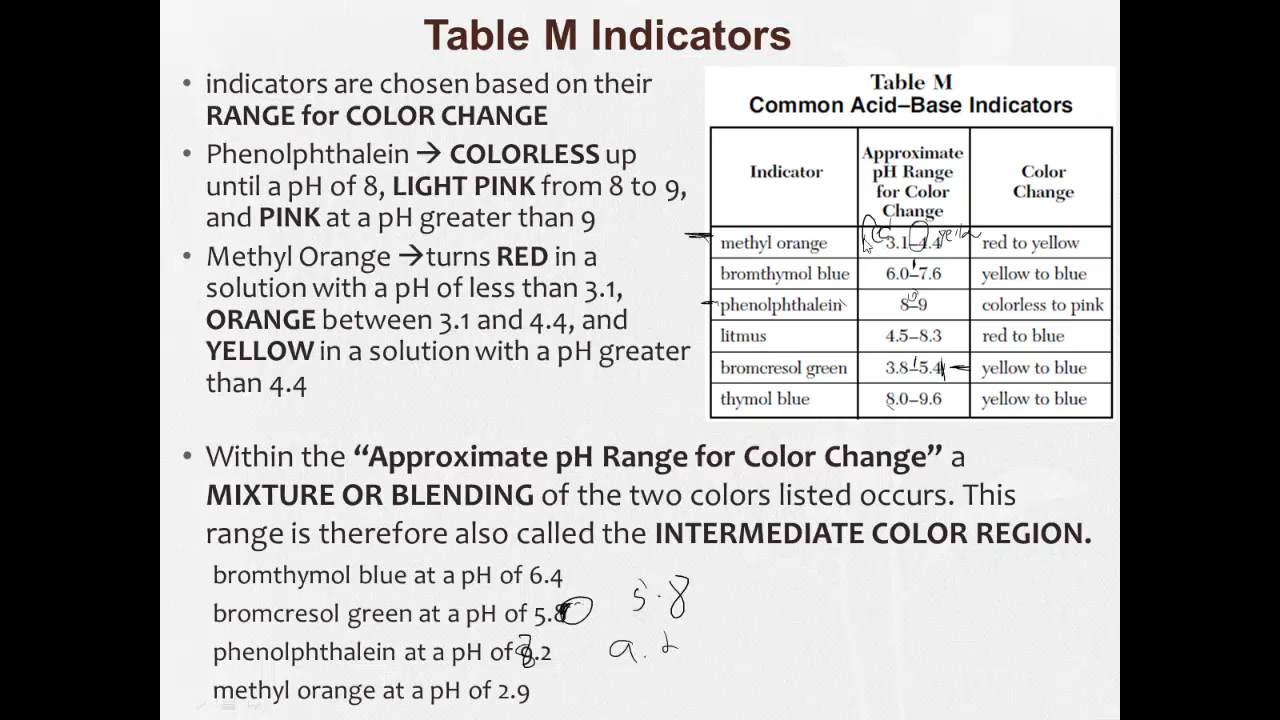 Table M Indicators
• indicators are chosen based on their
RANGE for COLOR CHANGE
• Phenolphthalein → COLORLESS up
until a pH of 8, LIGHT PINK from 8 to 9,
and PINK at a pH greater than 9
• Methyl Orange →turns RED in a
solution with a pH of less than 3.1,
ORANGE between 3.1 and 4.4, and
YELLOW in a solution with a pH greater
than 4.4
Table M
Common Acid–Base Indicators
Indicator Approximate pH Range for Color Change Color Change
methyl orange 3.1–4.4 red to yellow
Red yellow
bromthymol blue 6.0–7.6 yellow to blue
phenolphthalein 8–9 colorless to pink
litmus 4.5–8.3 red to blue
bromcresol green 3.8–5.4 yellow to blue
thymol blue 8.0–9.6 yellow to blue
• Within the “Approximate pH Range for Color Change” a
MIXTURE OR BLENDING of the two colors listed occurs. This
range is therefore also called the INTERMEDIATE COLOR REGION.
bromthymol blue at a pH of 6.4
bromcresol green at a pH of 5.8 5.8
phenolphthalein at a pH of 9.2 9.2
methyl orange at a pH of 2.9